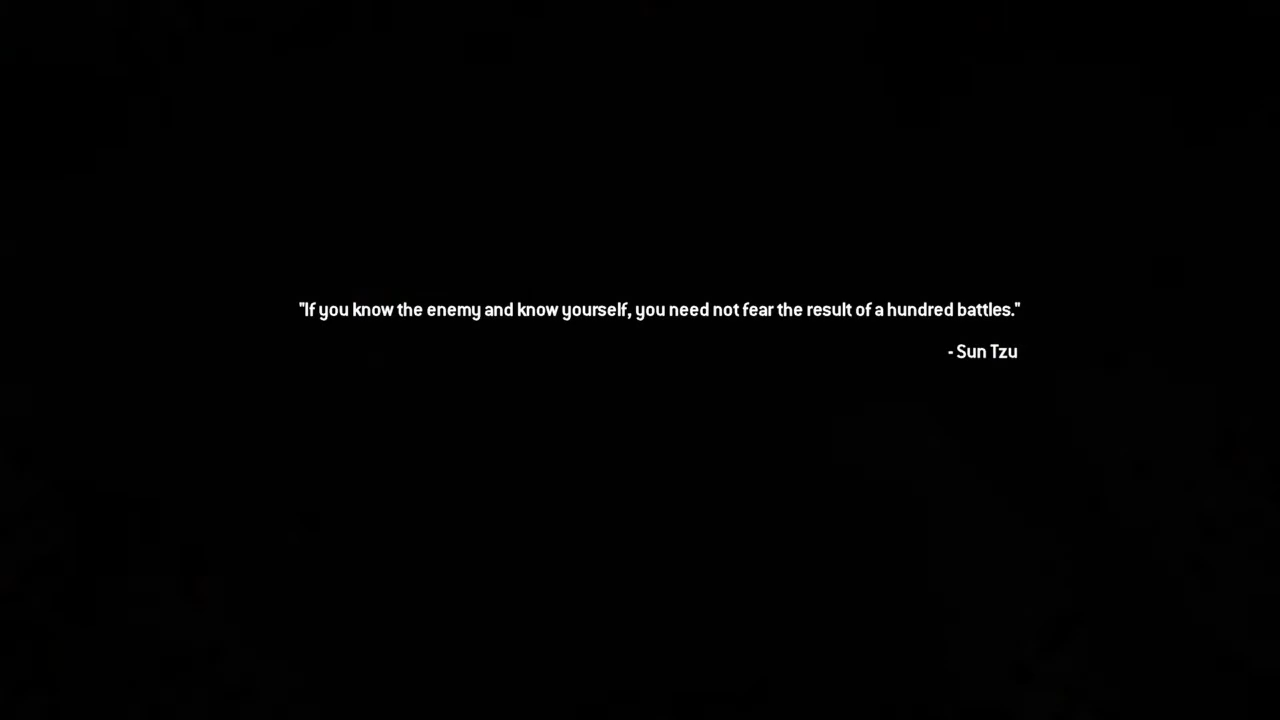 "If you know the enemy and know yourself, you need not fear the result of a hundred battles."
- Sun Tzu